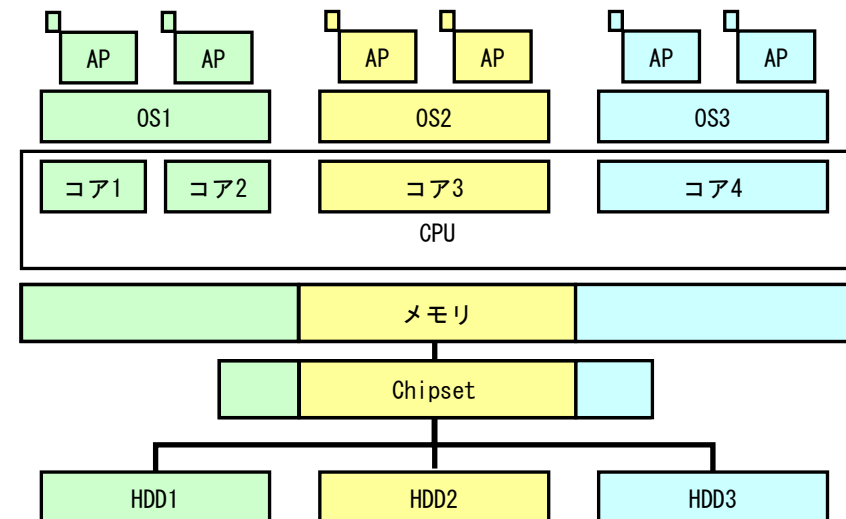 AP AP AP AP AP AP
OS1 OS2 OS3
コア1 コア2 コア3 コア4
CPU
メモリ
Chipset
HDD1 HDD2 HDD3